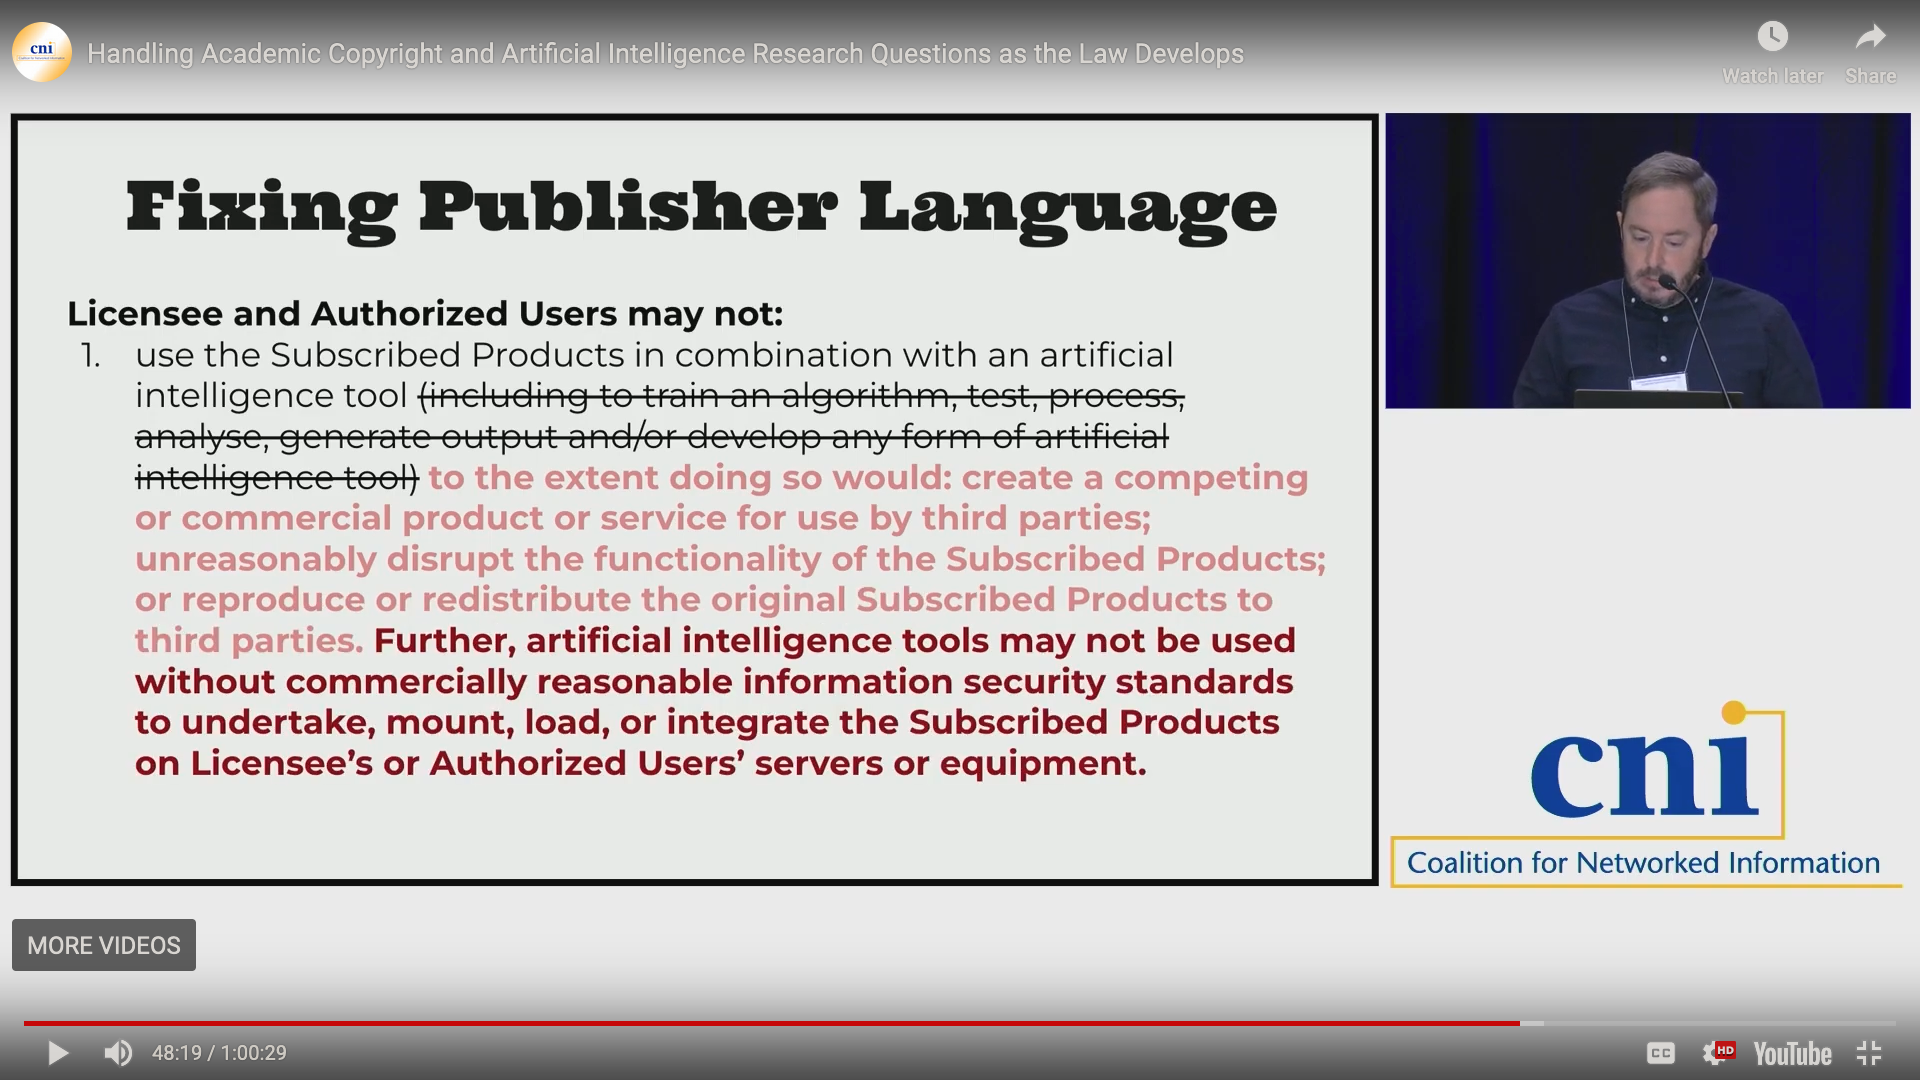 cni
Handling Academic Copyright and Artificial Intelligence Research Questions as the Law Develops
Watch later
Share
Fixing Publisher Language
Licensee and Authorized Users may not:
1. use the Subscribed Products in combination with an artificial
intelligence tool (including to train an algorithm, test, process,
analyse, generate output and/or develop any form of artificial
intelligence tool) to the extent doing so would: create a competing
or commercial product or service for use by third parties;
unreasonably disrupt the functionality of the Subscribed Products;
or reproduce or redistribute the original Subscribed Products to
third parties. Further, artificial intelligence tools may not be used
without commercially reasonable information security standards
to undertake, mount, load, or integrate the Subscribed Products
on Licensee’s or Authorized Users’ servers or equipment.
cni
Coalition for Networked Information
MORE VIDEOS
48:19 / 1:00:29
CC
HD
YouTube